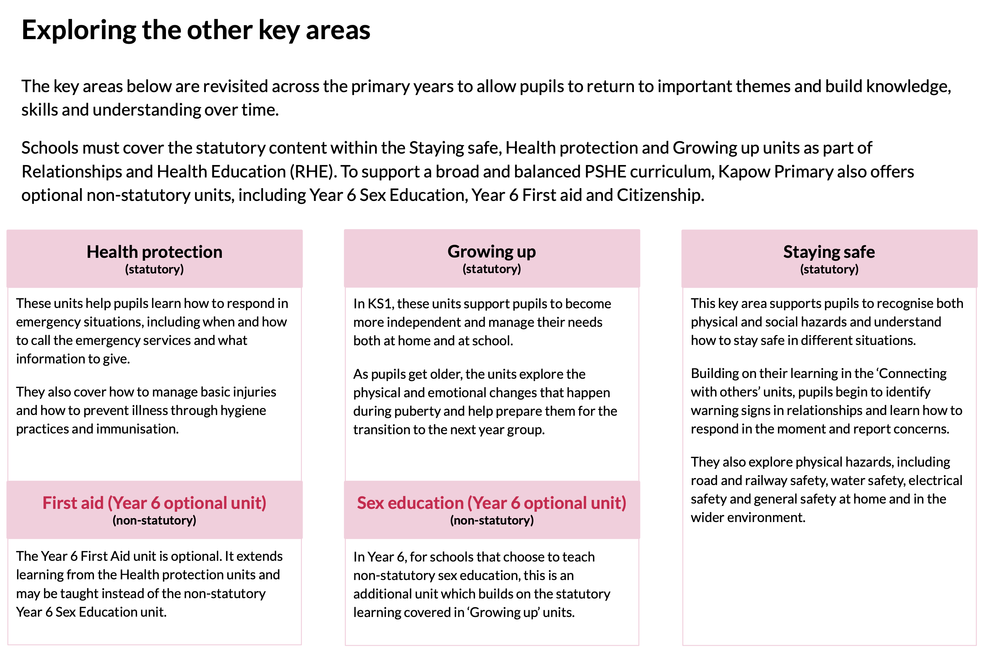 Exploring the other key areas
The key areas below are revisited across the primary years to allow pupils to return to important themes and build knowledge,
skills and understanding over time.
Schools must cover the statutory content within the Staying safe, Health protection and Growing up units as part of
Relationships and Health Education (RHE). To support a broad and balanced PSHE curriculum, Kapow Primary also offers
optional non-statutory units, including Year 6 Sex Education, Year 6 First aid and Citizenship.
Health protection
(statutory)
These units help pupils learn how to respond in
emergency situations, including when and how
to call the emergency services and what
information to give.
They also cover how to manage basic injuries
and how to prevent illness through hygiene
practices and immunisation.
First aid (Year 6 optional unit)
(non-statutory)
The Year 6 First Aid unit is optional. It extends
learning from the Health protection units and
may be taught instead of the non-statutory
Year 6 Sex Education unit.
Growing up
(statutory)
In KS1, these units support pupils to become
more independent and manage their needs
both at home and at school.
As pupils get older, the units explore the
physical and emotional changes that happen
during puberty and help prepare them for the
transition to the next year group.
Sex education (Year 6 optional unit)
(non-statutory)
In Year 6, for schools that choose to teach
non-statutory sex education, this is an
additional unit which builds on the statutory
learning covered in ‘Growing up’ units.
Staying safe
(statutory)
This key area supports pupils to recognise both
physical and social hazards and understand
how to stay safe in different situations.
Building on their learning in the ‘Connecting
with others’ units, pupils begin to identify
warning signs in relationships and learn how to
respond in the moment and report concerns.
They also explore physical hazards, including
road and railway safety, water safety, electrical
safety and general safety at home and in the
wider environment.